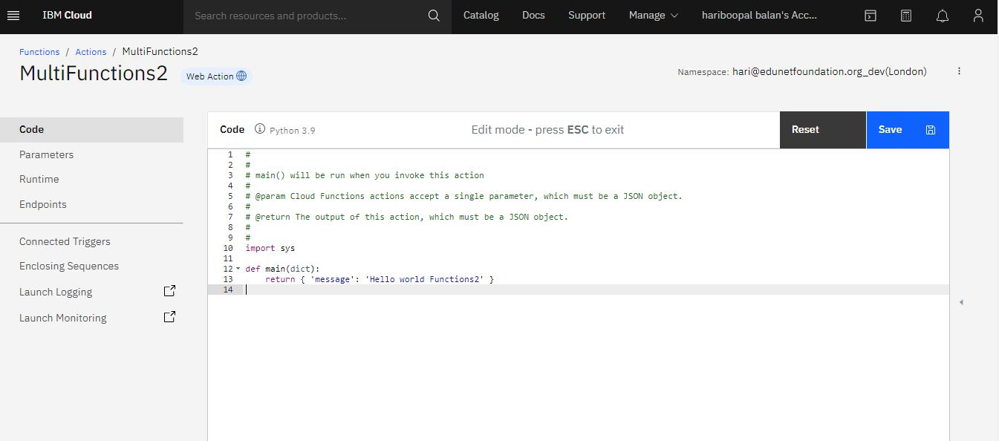 IBM Cloud
Search resources and products...
Catalog
Docs
Support
Manage
hariboopal balan's Acc...
Functions / Actions / MultiFunctions2
MultiFunctions2
Web Action
Namespace: hari@edunetfoundation.org_dev(London)
Code
Parameters
Runtime
Endpoints
Connected Triggers
Enclosing Sequences
Launch Logging
Launch Monitoring
Code
Python 3.9
Edit mode - press ESC to exit
Reset
Save
1 #
2 #
3 # main() will be run when you invoke this action
4 #
5 # @param Cloud Functions actions accept a single parameter, which must be a JSON object.
6 #
7 # @return The output of this action, which must be a JSON object.
8 #
9 #
10 import sys
11
12 def main(dict):
13     return { 'message': 'Hello world Functions2' }
14